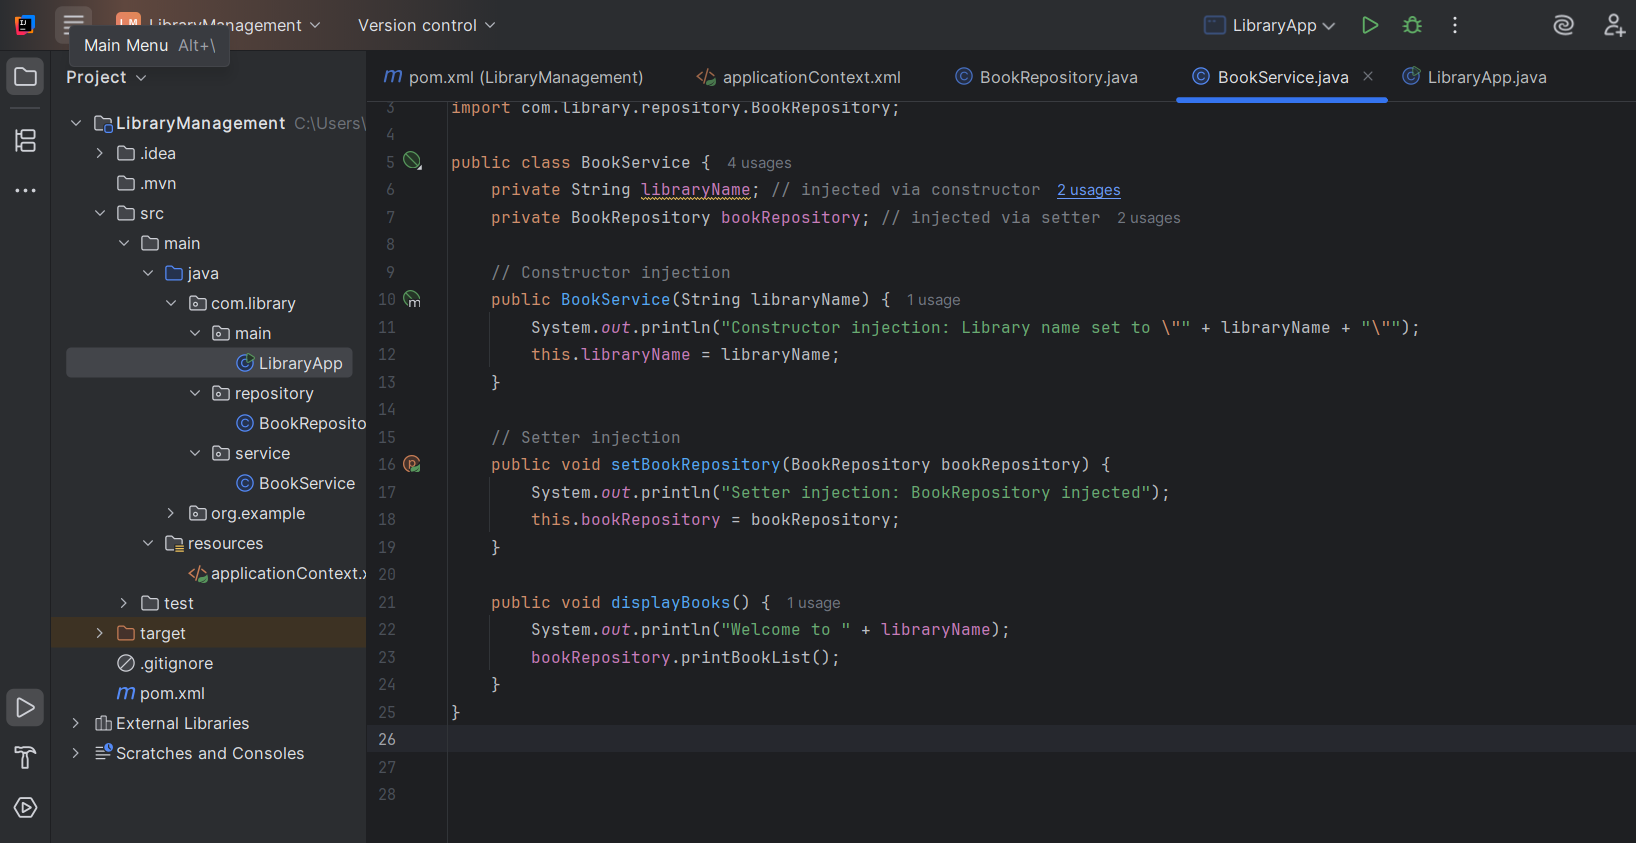 LM LibraryManagement Version control LibraryApp
Main Menu Alt+\
Project
pom.xml (LibraryManagement) applicationContext.xml BookRepository.java BookService.java LibraryApp.java
LibraryManagement C:\Users\
.idea
.mvn
src
main
java
com.library
main
LibraryApp
repository
BookReposito
service
BookService
org.example
resources
applicationContext.x
test
target
.gitignore
pom.xml
External Libraries
Scratches and Consoles
3 import com.library.repository.BookRepository;
4
5 public class BookService { 4 usages
6 private String libraryName; // injected via constructor 2 usages
7 private BookRepository bookRepository; // injected via setter 2 usages
8
9 // Constructor injection
10 public BookService(String libraryName) { 1 usage
11 System.out.println("Constructor injection: Library name set to \"" + libraryName + "\"");
12 this.libraryName = libraryName;
13 }
14
15 // Setter injection
16 public void setBookRepository(BookRepository bookRepository) {
17 System.out.println("Setter injection: BookRepository injected");
18 this.bookRepository = bookRepository;
19 }
20
21 public void displayBooks() { 1 usage
22 System.out.println("Welcome to " + libraryName);
23 bookRepository.printBookList();
24 }
25 }
26
27
28